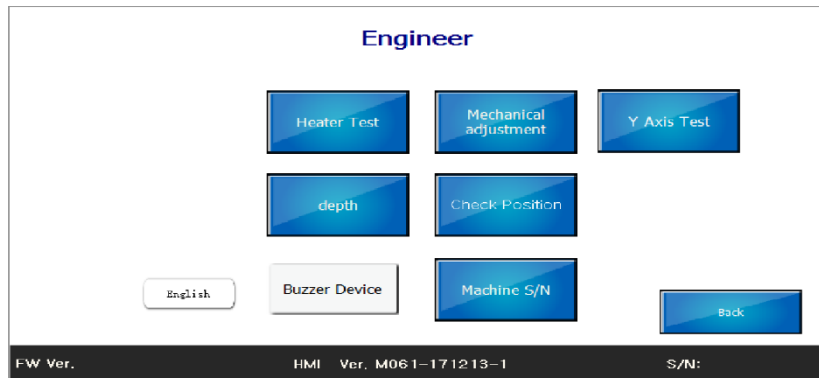 Engineer
Heater Test
Mechanical
adjustment
Y Axis Test
depth
Check Position
English
Buzzer Device
Machine S/N
Back
FW Ver. HMI Ver. M061-171213-1 S/N: